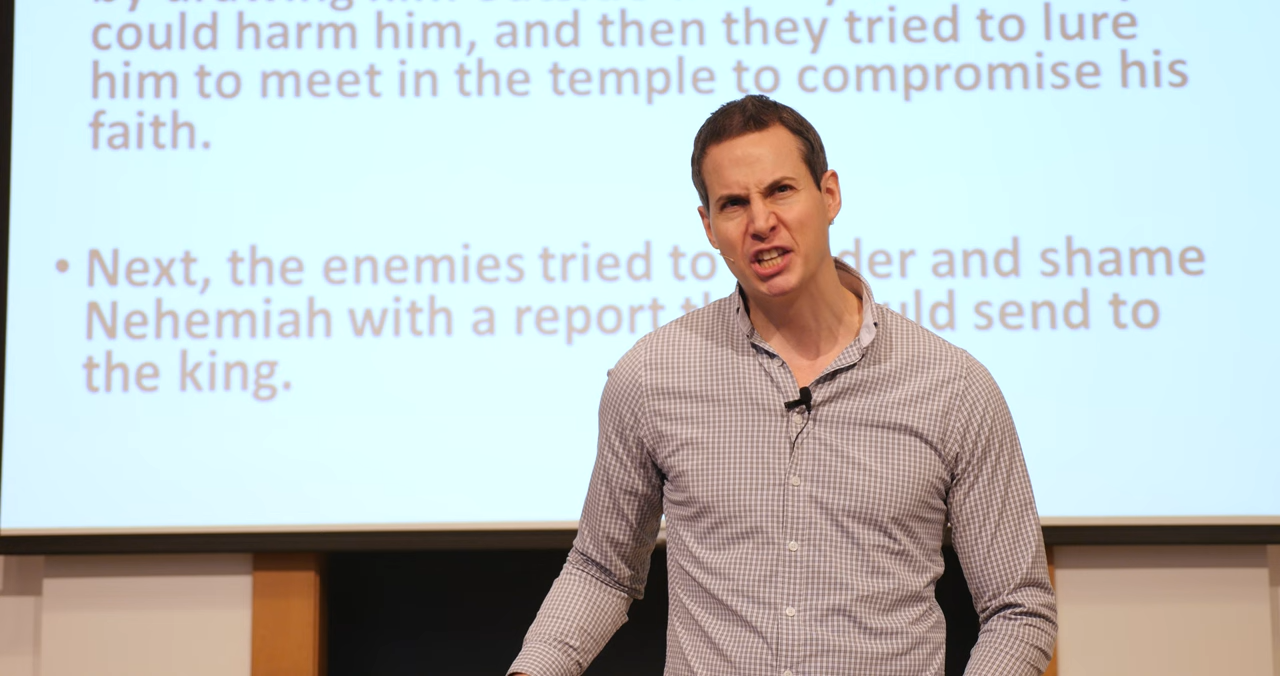 could harm him, and then they tried to lure
him to meet in the temple to compromise his
faith.
• Next, the enemies tried to and shame
Nehemiah with a report send to
the king.